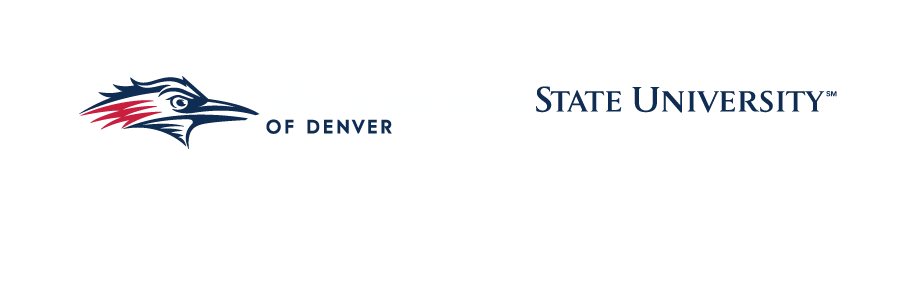 OF DENVER
STATE UNIVERSITY℠